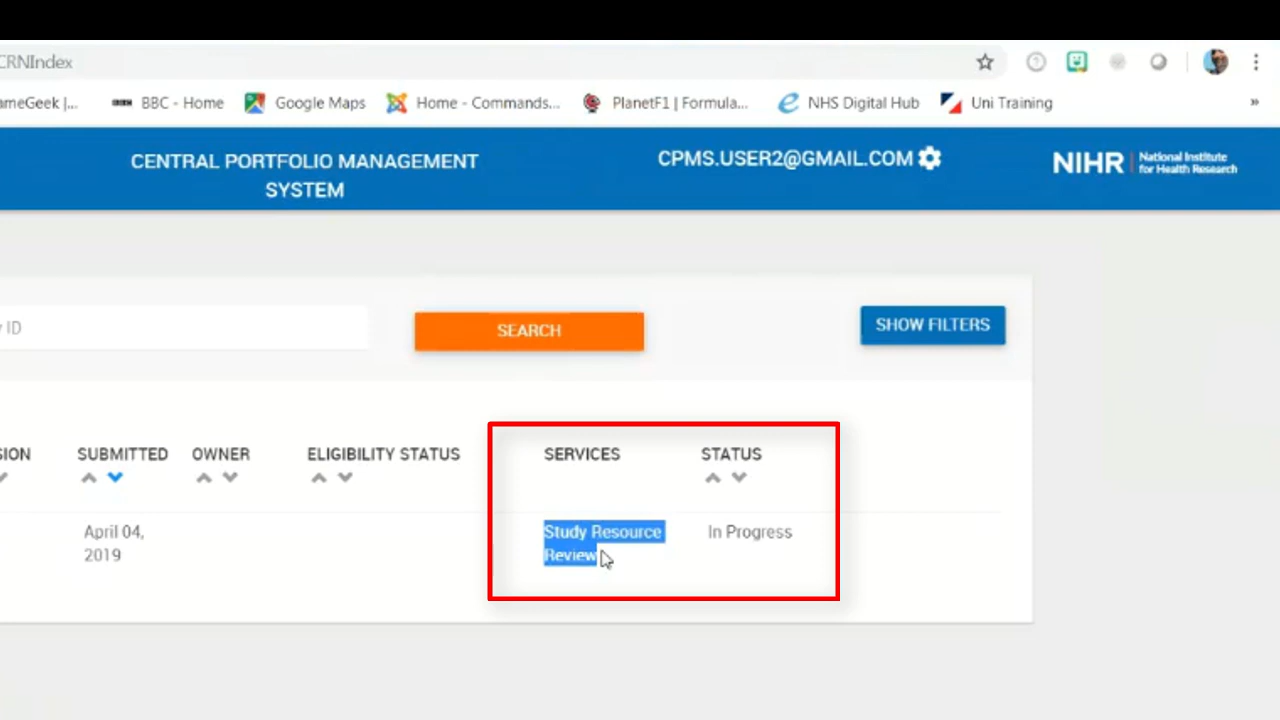 CRNIndex
ameGeek |... BBC - Home Google Maps Home - Commands... PlanetF1 | Formula... NHS Digital Hub Uni Training »
CENTRAL PORTFOLIO MANAGEMENT
SYSTEM
CPMS.USER2@GMAIL.COM
NIHR | National Institute
for Health Research
ID
SEARCH
SHOW FILTERS
SION SUBMITTED OWNER ELIGIBILITY STATUS SERVICES STATUS
April 04,
2019
Study Resource
Review
In Progress